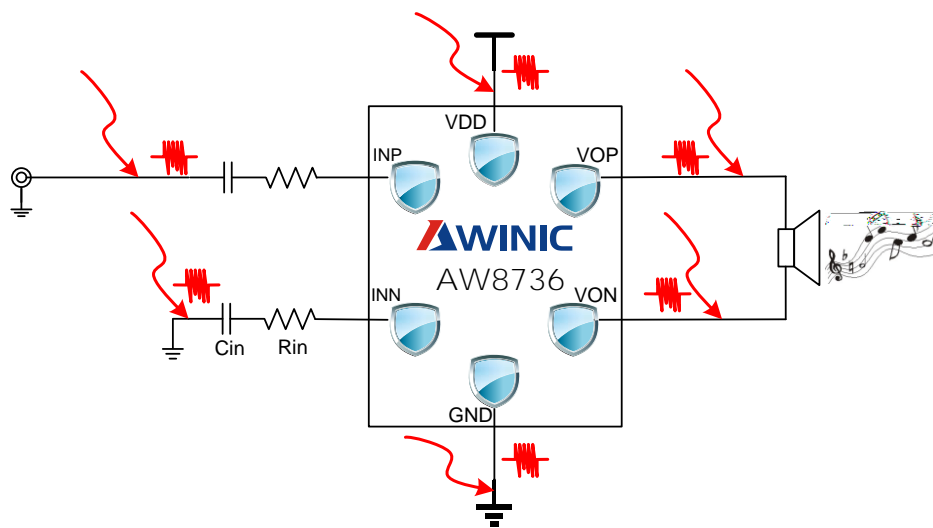 VDD
INP
VOP
AWINIC
AW8736
INN
VON
Cin
Rin
GND